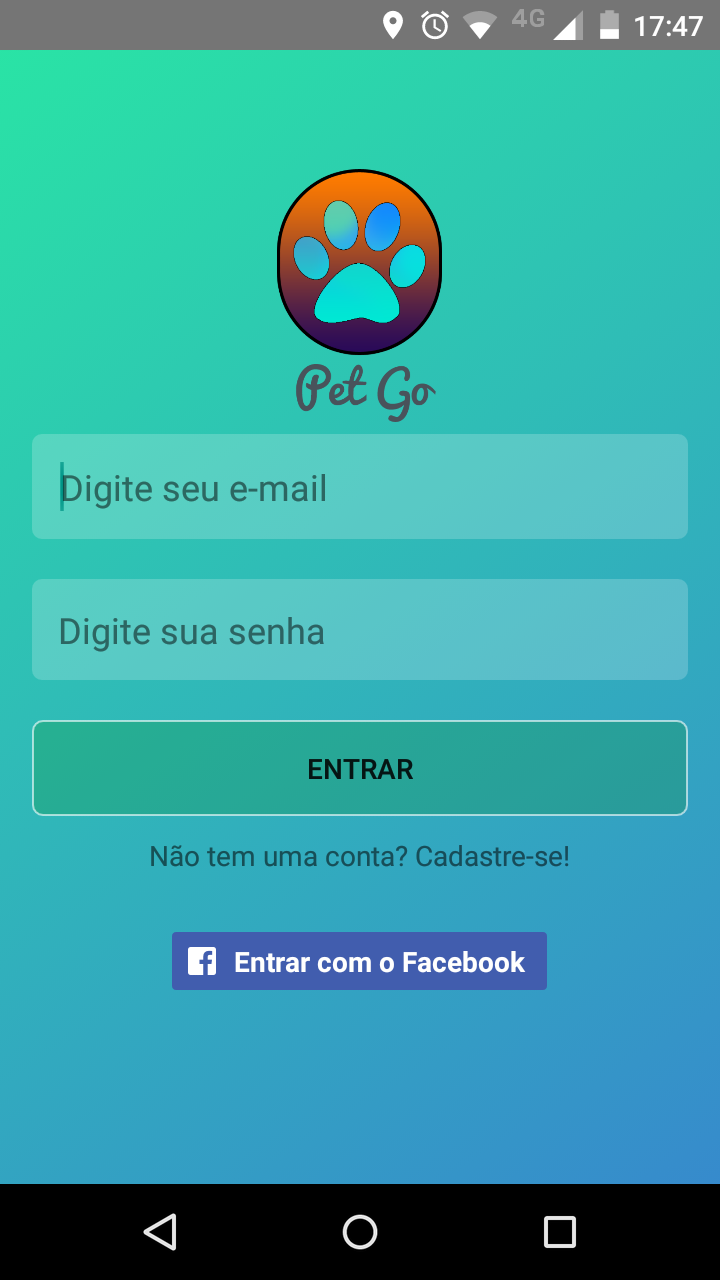 4G 17:47
Pet Go
Digite seu e-mail
Digite sua senha
ENTRAR
Não tem uma conta? Cadastre-se!
Entrar com o Facebook